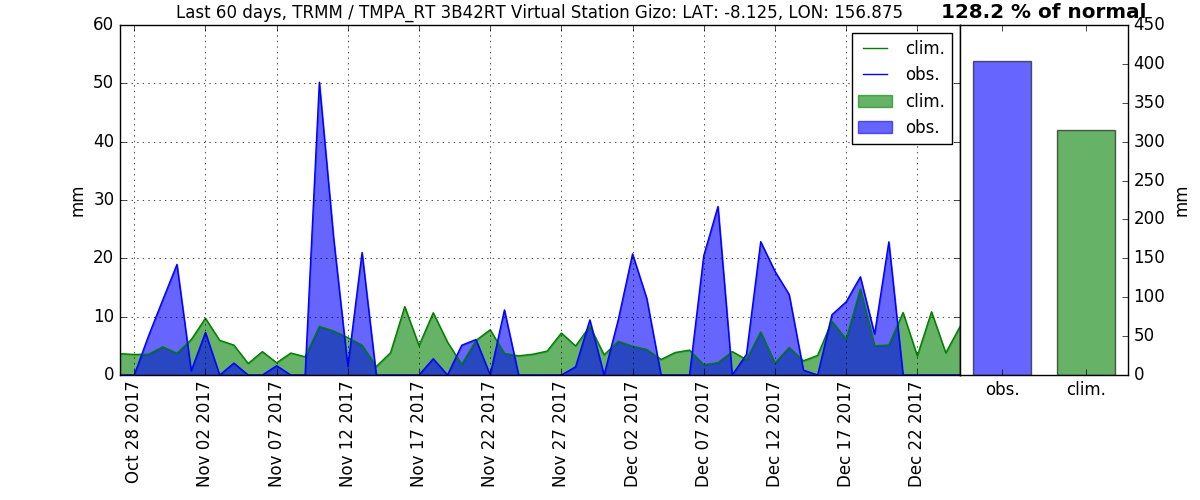 Last 60 days, TRMM / TMPA_RT 3B42RT Virtual Station Gizo: LAT: -8.125, LON: 156.875
128.2 % of normal
60
50
40
30
20
10
0
mm
clim.
obs.
clim.
obs.
450
400
350
300
250
200
150
100
50
0
mm
Oct 28 2017
Nov 02 2017
Nov 07 2017
Nov 12 2017
Nov 17 2017
Nov 22 2017
Nov 27 2017
Dec 02 2017
Dec 07 2017
Dec 12 2017
Dec 17 2017
Dec 22 2017
obs.
clim.